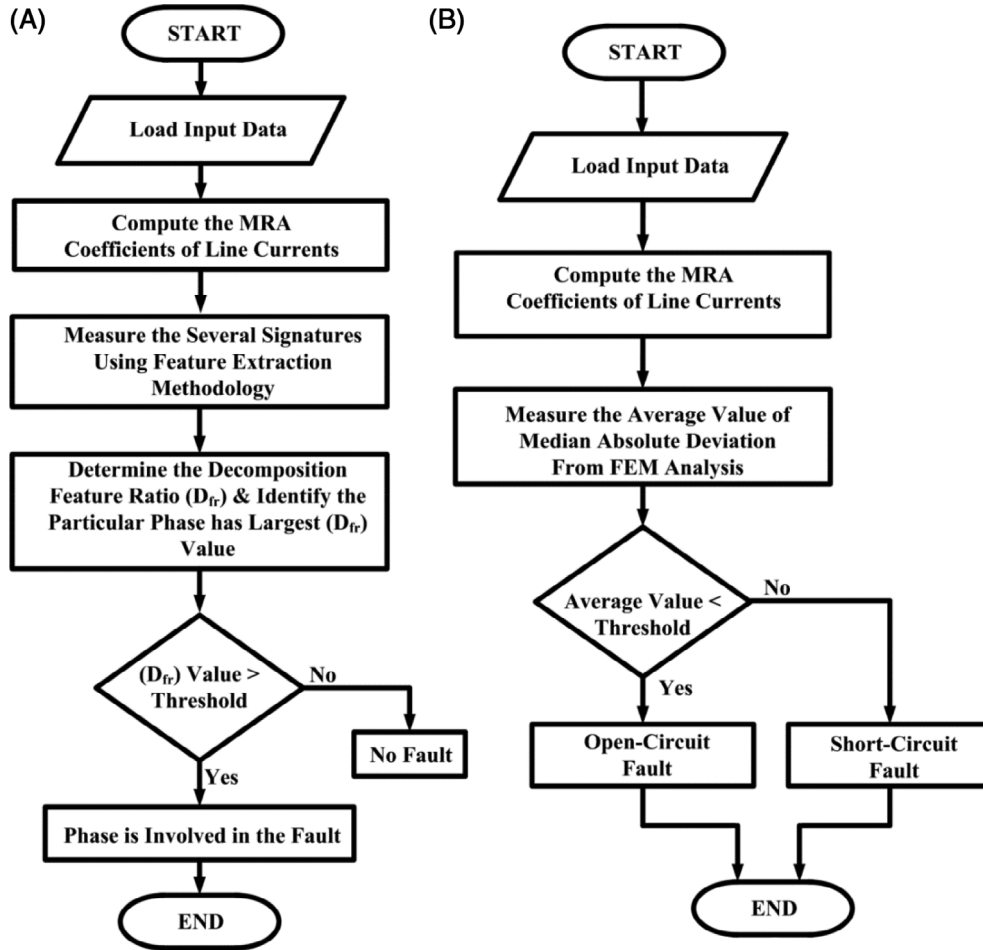 (A)
START
Load Input Data
Compute the MRA
Coefficients of Line Currents
Measure the Several Signatures
Using Feature Extraction
Methodology
Determine the Decomposition
Feature Ratio (Dfr) & Identify the
Particular Phase has Largest (Dfr)
Value
(Dfr) Value >
Threshold
No
No Fault
Yes
Phase is Involved in the Fault
END
(B)
START
Load Input Data
Compute the MRA
Coefficients of Line Currents
Measure the Average Value of
Median Absolute Deviation
From FEM Analysis
Average Value <
Threshold
No
Yes
Open-Circuit
Fault
Short-Circuit
Fault
END